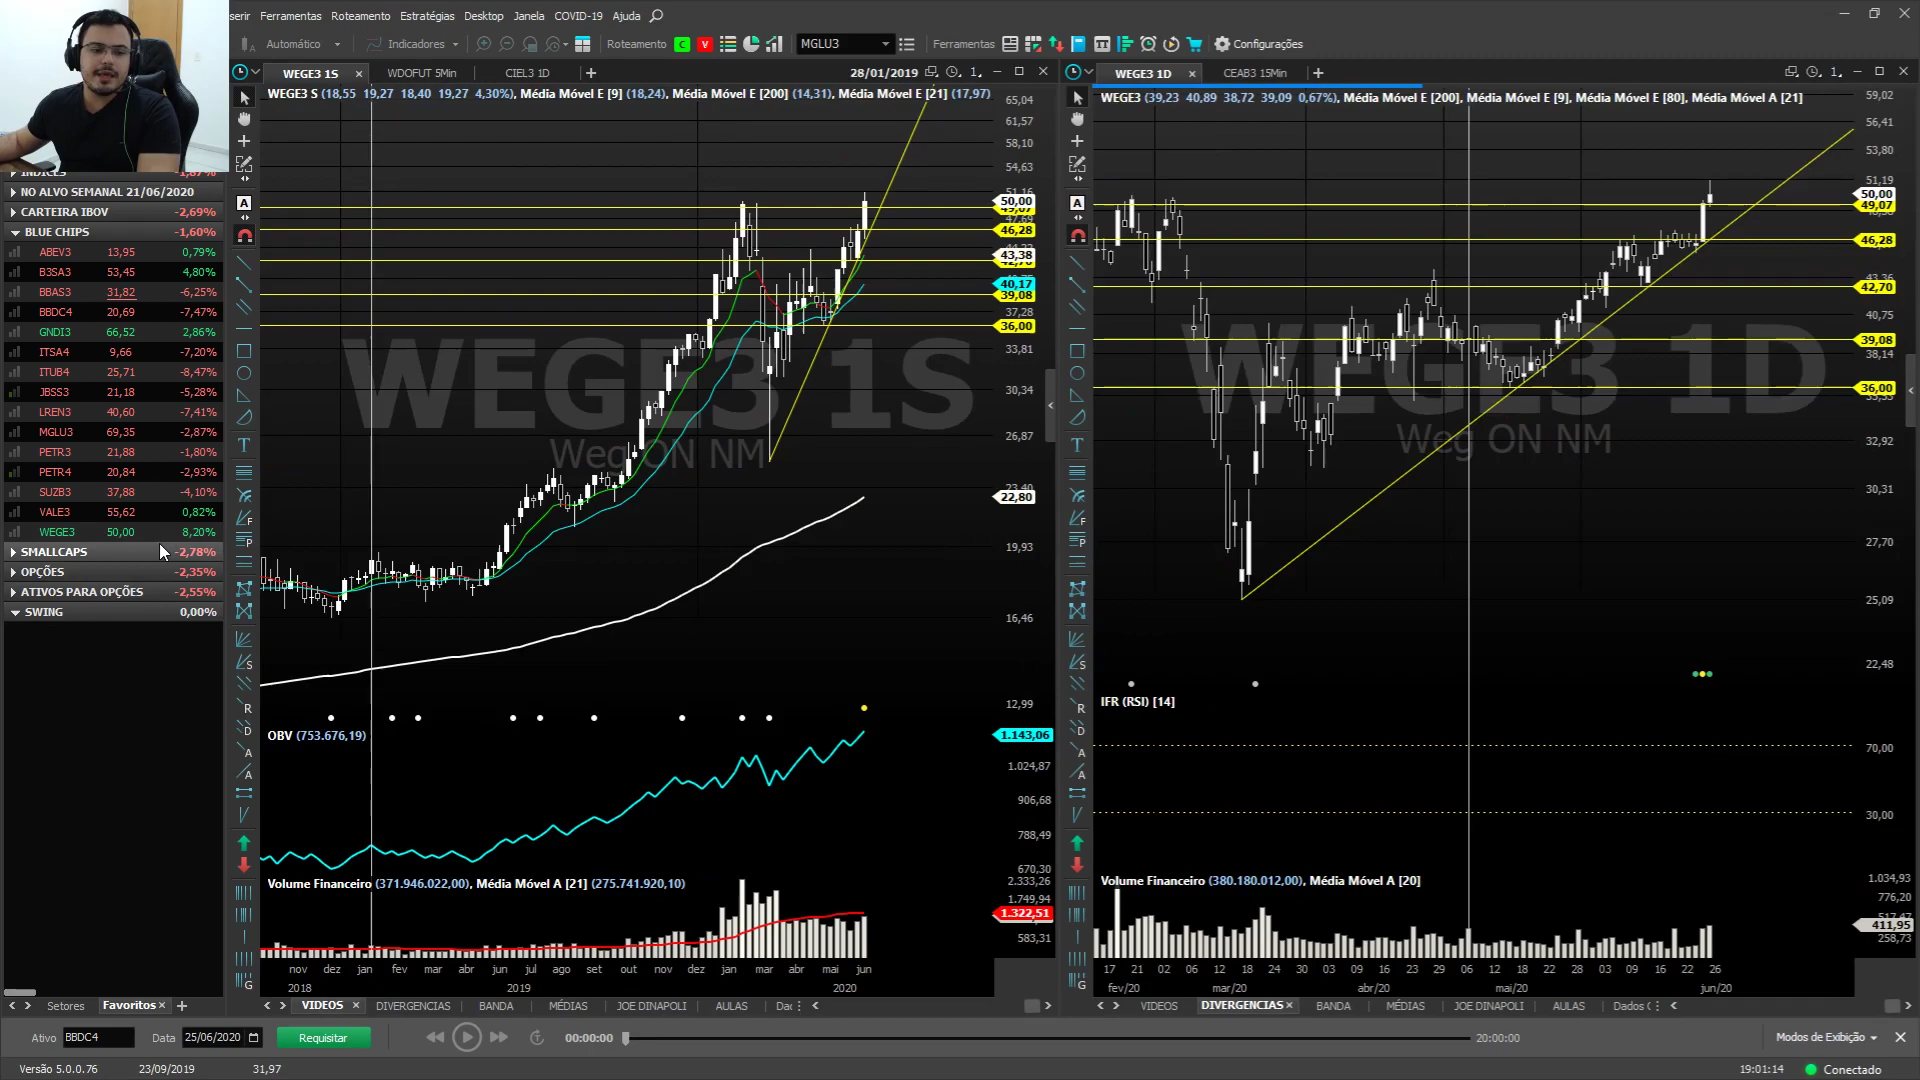 serir Ferramentas Roteamento Estratégias Desktop Janela COVID-19 Ajuda
Automático Indicadores Roteamento C V MGLU3 Ferramentas Configurações
WEGE3 1S WDOFUT 5Min CIEL3 1D 28/01/2019 1
WEGE3 S (18,55 19,27 18,40 19,27 4,30%), Média Móvel E [9] (18,24), Média Móvel E [200] (14,31), Média Móvel E [21] (17,97)
WEGE3 1D CEAB3 15Min 1
WEGE3 (39,23 40,89 38,72 39,09 0,67%), Média Móvel E [200], Média Móvel E [9], Média Móvel E [80], Média Móvel A [21]
ÍNDICES -1,87%
NO ALVO SEMANAL 21/06/2020
CARTEIRA IBOV -2,69%
BLUE CHIPS -1,60%
ABEV3 13,95 0,79%
B3SA3 53,45 4,80%
BBAS3 31,82 -6,25%
BBDC4 20,69 -7,47%
GNDI3 66,52 2,86%
ITSA4 9,66 -7,20%
ITUB4 25,71 -8,47%
JBSS3 21,18 -5,28%
LREN3 40,60 -7,41%
MGLU3 69,35 -2,87%
PETR3 21,88 -1,80%
PETR4 20,84 -2,93%
SUZB3 37,88 -4,10%
VALE3 55,62 0,82%
WEGE3 50,00 8,20%
SMALLCAPS -2,78%
OPÇÕES -2,35%
ATIVOS PARA OPÇÕES -2,55%
SWING 0,00%
WEGE3 1S
Weg ON NM
65,04
61,57
58,10
54,63
51,16
50,00
49,07
47,69
46,28
43,38
42,70
40,17
39,08
37,28
36,00
33,81
30,34
26,87
23,40
22,80
19,93
16,46
12,99
OBV (753.676,19)
1.143,06
1.024,87
906,68
788,49
670,30
Volume Financeiro (371.946.022,00), Média Móvel A [21] (275.741.920,10)
2.333,26
1.749,94
1.322,51
583,31
nov dez jan fev mar abr jun jul ago set out nov dez jan mar abr mai jun
2018 2019 2020
VIDEOS DIVERGENCIAS BANDA MÉDIAS JOE DINAPOLI AULAS
WEGE3 1D
Weg ON NM
59,02
56,41
53,80
51,19
50,00
49,07
46,28
43,36
42,70
40,75
39,08
38,14
36,00
32,92
30,31
27,70
25,09
22,48
IFR (RSI) [14]
70,00
30,00
Volume Financeiro (380.180.012,00), Média Móvel A [20]
1.034,93
776,20
411,95
258,73
17 21 02 06 12 18 24 30 03 09 16 22 28 06 12 18 22 28 03 09 16 22 26
fev/20 mar/20 abr/20 mai/20 jun/20
VIDEOS DIVERGENCIAS BANDA MÉDIAS JOE DINAPOLI AULAS Dados
Setores Favoritos
Ativo BBDC4 Data 25/06/2020 Requisitar 00:00:00 20:00:00 Modos de Exibição
Versão 5.0.0.76 23/09/2019 31,97 19:01:14 Conectado